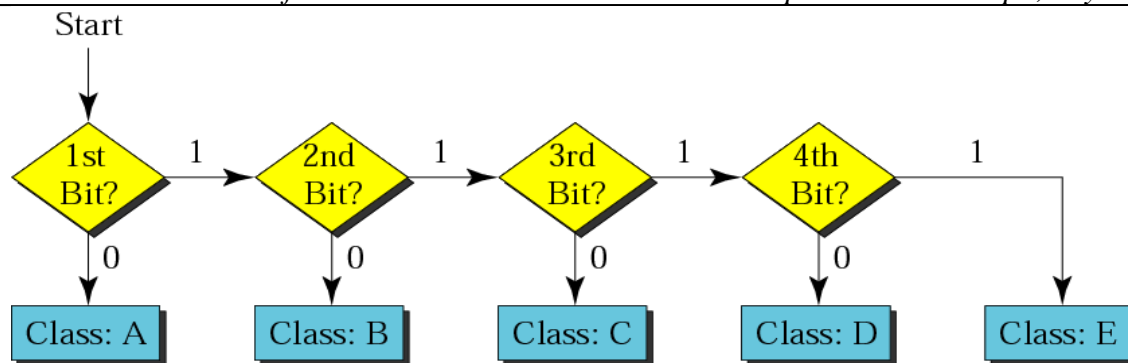 Start
1st
Bit?
1
2nd
Bit?
1
3rd
Bit?
1
4th
Bit?
1
0
0
0
0
Class: A
Class: B
Class: C
Class: D
Class: E